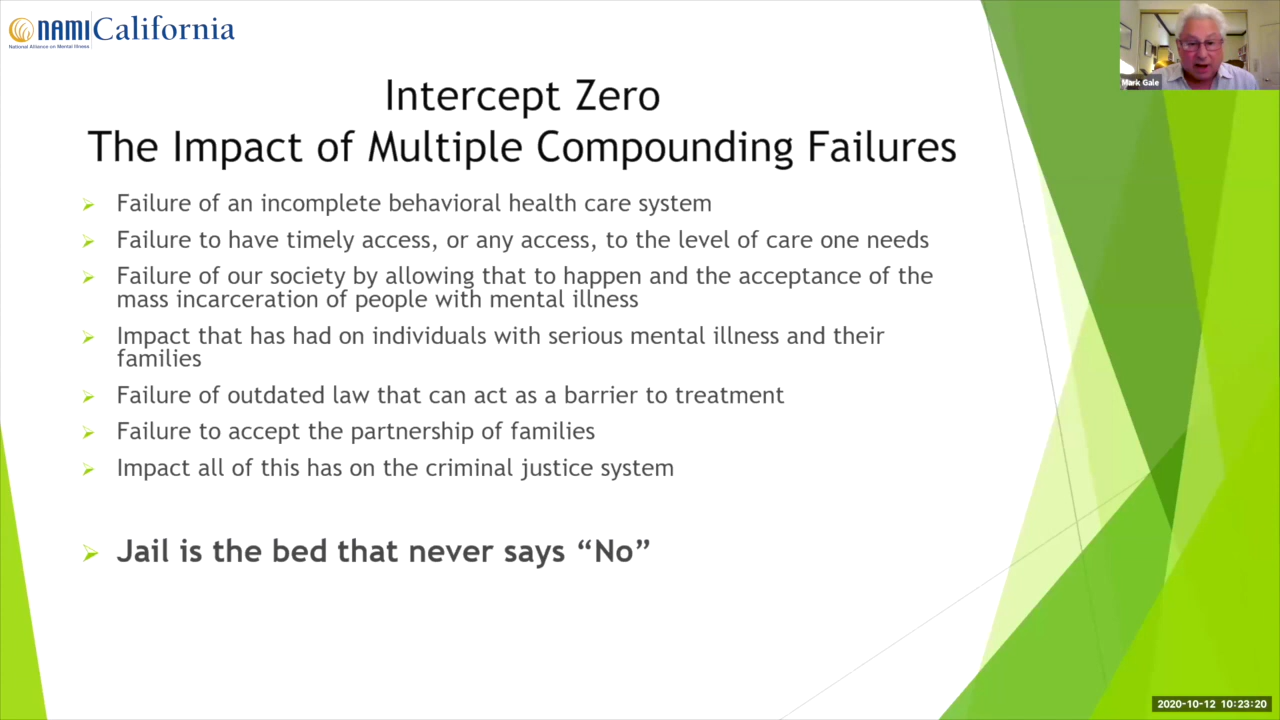 NAMI California
National Alliance on Mental Illness
Mark Gale
Intercept Zero
The Impact of Multiple Compounding Failures
Failure of an incomplete behavioral health care system
Failure to have timely access, or any access, to the level of care one needs
Failure of our society by allowing that to happen and the acceptance of the
mass incarceration of people with mental illness
Impact that has had on individuals with serious mental illness and their
families
Failure of outdated law that can act as a barrier to treatment
Failure to accept the partnership of families
Impact all of this has on the criminal justice system
Jail is the bed that never says “No”
2020-10-12 10:23:20